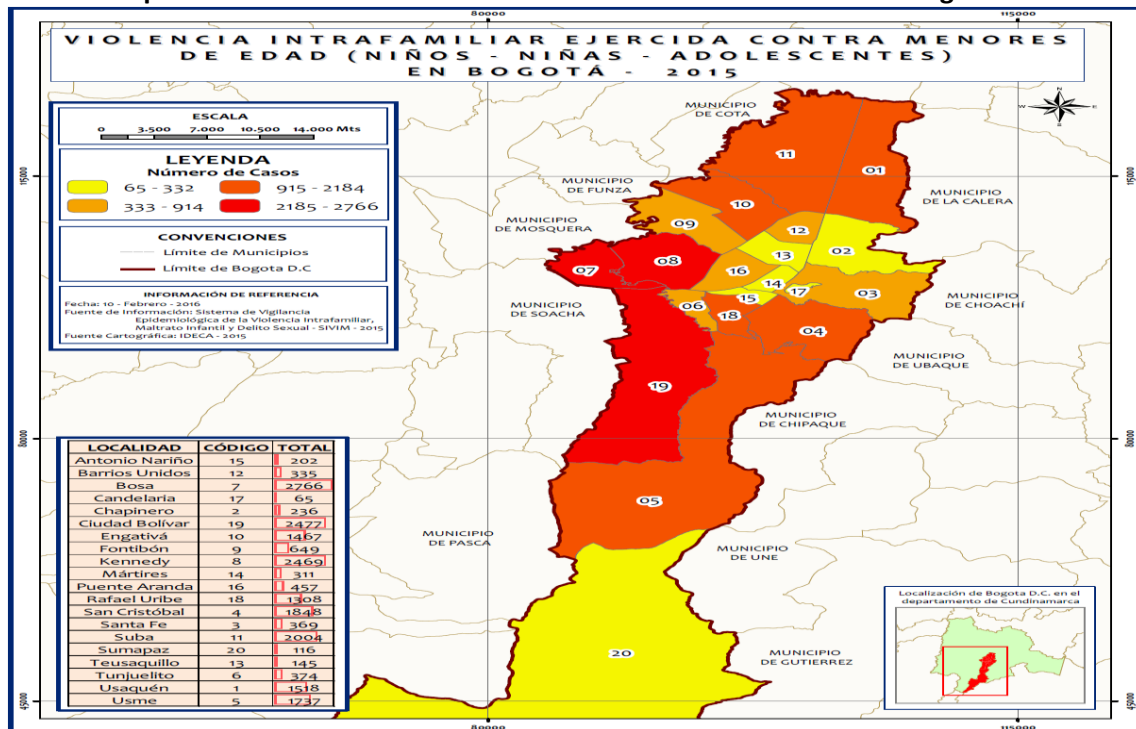 80000 115000
VIOLENCIA INTRAFAMILIAR EJERCIDA CONTRA MENORES
DE EDAD (NIÑOS - NIÑAS - ADOLESCENTES)
EN BOGOTÁ - 2015
ESCALA
0 3.500 7.000 10.500 14.000 Mts
LEYENDA
Número de Casos
65 - 332 915 - 2184
333 - 914 2185 - 2766
CONVENCIONES
Límite de Municipios
Límite de Bogota D.C
INFORMACIÓN DE REFERENCIA
Fecha: 10 - Febrero - 2016
Fuente de Información: Sistema de Vigilancia
Epidemiológica de la Violencia Intrafamiliar,
Maltrato Infantil y Delito Sexual - SIVIM - 2015
Fuente Cartográfica: IDECA - 2015
N
W E
S
MUNICIPIO
DE COTA
MUNICIPIO
DE FUNZA
MUNICIPIO
DE MOSQUERA
MUNICIPIO
DE SOACHA
MUNICIPIO
DE LA CALERA
MUNICIPIO
DE CHOACHÍ
MUNICIPIO
DE UBAQUE
MUNICIPIO
DE CHIPAQUE
MUNICIPIO
DE PASCA
MUNICIPIO
DE UNE
MUNICIPIO
DE GUTIERREZ
11
01
10
09
12
02
13
08
07
16
14
17
03
15
06
18
04
19
05
20
LOCALIDAD CÓDIGO TOTAL
Antonio Nariño 15 202
Barrios Unidos 12 335
Bosa 7 2766
Candelaria 17 65
Chapinero 2 236
Ciudad Bolívar 19 2477
Engativá 10 1467
Fontibón 9 649
Kennedy 8 2469
Mártires 14 311
Puente Aranda 16 457
Rafael Uribe 18 1308
San Cristóbal 4 1848
Santa Fe 3 369
Suba 11 2004
Sumapaz 20 116
Teusaquillo 13 145
Tunjuelito 6 374
Usaquén 1 1518
Usme 5 1737
Localización de Bogota D.C. en el
departamento de Cundinamarca
15000 15000
80000 80000
45000 45000
80000 115000